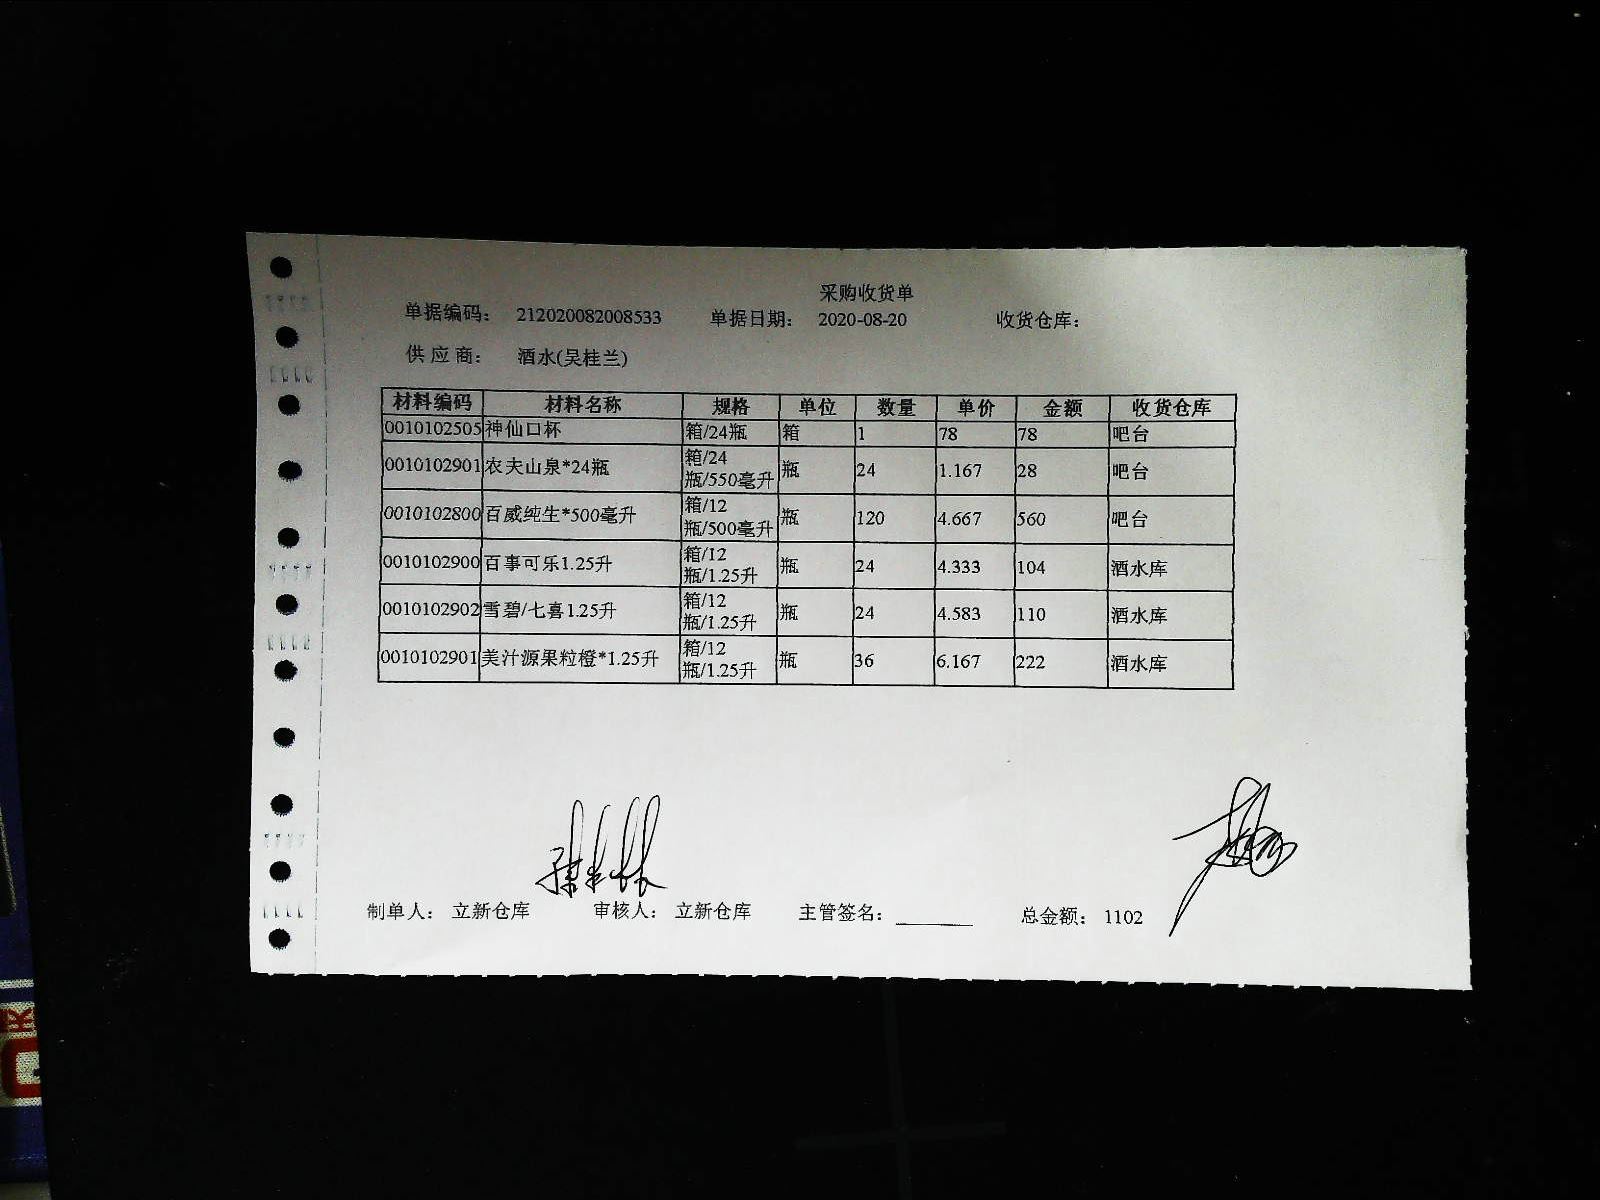 采购收货单
单据编码： 212020082008533 单据日期： 2020-08-20 收货仓库：
供应商： 酒水(吴桂兰)
材料编码 材料名称 规格 单位 数量 单价 金额 收货仓库
0010102505 神仙口杯 箱/24瓶 箱 1 78 78 吧台
0010102901 农夫山泉*24瓶 箱/24瓶/550毫升 瓶 24 1.167 28 吧台
0010102800 百威纯生*500毫升 箱/12瓶/500毫升 瓶 120 4.667 560 吧台
0010102900 百事可乐1.25升 箱/12瓶/1.25升 瓶 24 4.333 104 酒水库
0010102902 雪碧/七喜1.25升 箱/12瓶/1.25升 瓶 24 4.583 110 酒水库
0010102901 美汁源果粒橙*1.25升 箱/12瓶/1.25升 瓶 36 6.167 222 酒水库
制单人： 立新仓库 审核人： 立新仓库 主管签名： 总金额： 1102